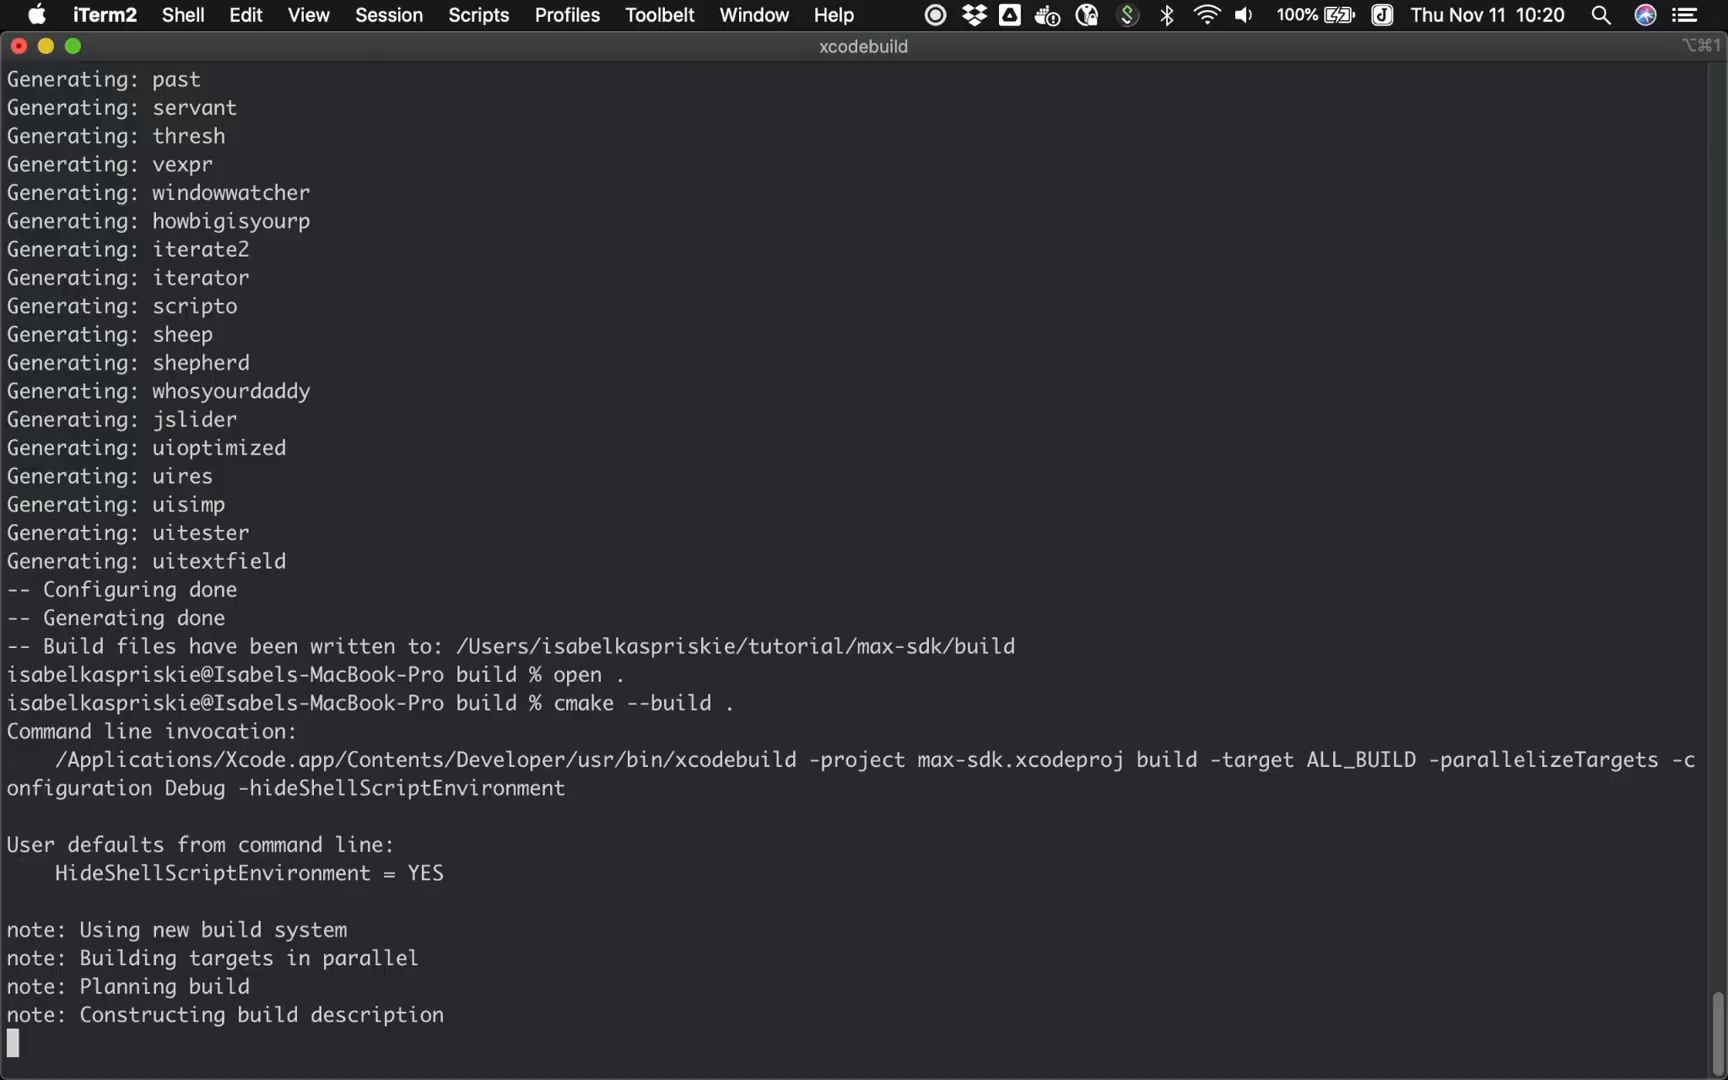 iTerm2 Shell Edit View Session Scripts Profiles Toolbelt Window Help 100% Thu Nov 11 10:20
xcodebuild ⌥⌘1
Generating: past
Generating: servant
Generating: thresh
Generating: vexpr
Generating: windowwatcher
Generating: howbigisyourp
Generating: iterate2
Generating: iterator
Generating: scripto
Generating: sheep
Generating: shepherd
Generating: whosyourdaddy
Generating: jslider
Generating: uioptimized
Generating: uires
Generating: uisimp
Generating: uitester
Generating: uitextfield
-- Configuring done
-- Generating done
-- Build files have been written to: /Users/isabelkaspriskie/tutorial/max-sdk/build
isabelkaspriskie@Isabels-MacBook-Pro build % open .
isabelkaspriskie@Isabels-MacBook-Pro build % cmake --build .
Command line invocation:
    /Applications/Xcode.app/Contents/Developer/usr/bin/xcodebuild -project max-sdk.xcodeproj build -target ALL_BUILD -parallelizeTargets -c
onfiguration Debug -hideShellScriptEnvironment
User defaults from command line:
    HideShellScriptEnvironment = YES
note: Using new build system
note: Building targets in parallel
note: Planning build
note: Constructing build description